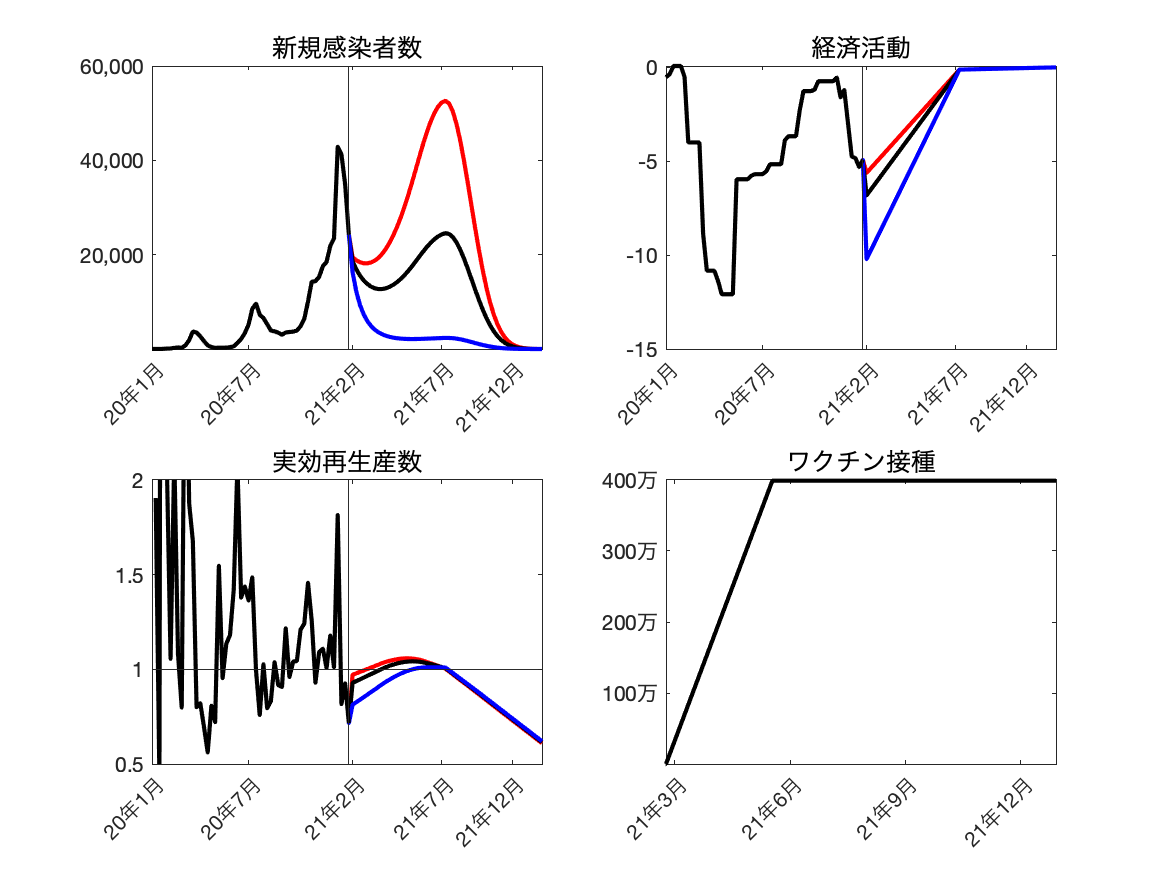 新規感染者数
60,000
40,000
20,000
20年1月
20年7月
21年2月
21年7月
21年12月
経済活動
0
-5
-10
-15
20年1月
20年7月
21年2月
21年7月
21年12月
実効再生産数
2
1.5
1
0.5
20年1月
20年7月
21年2月
21年7月
21年12月
ワクチン接種
400万
300万
200万
100万
21年3月
21年6月
21年9月
21年12月